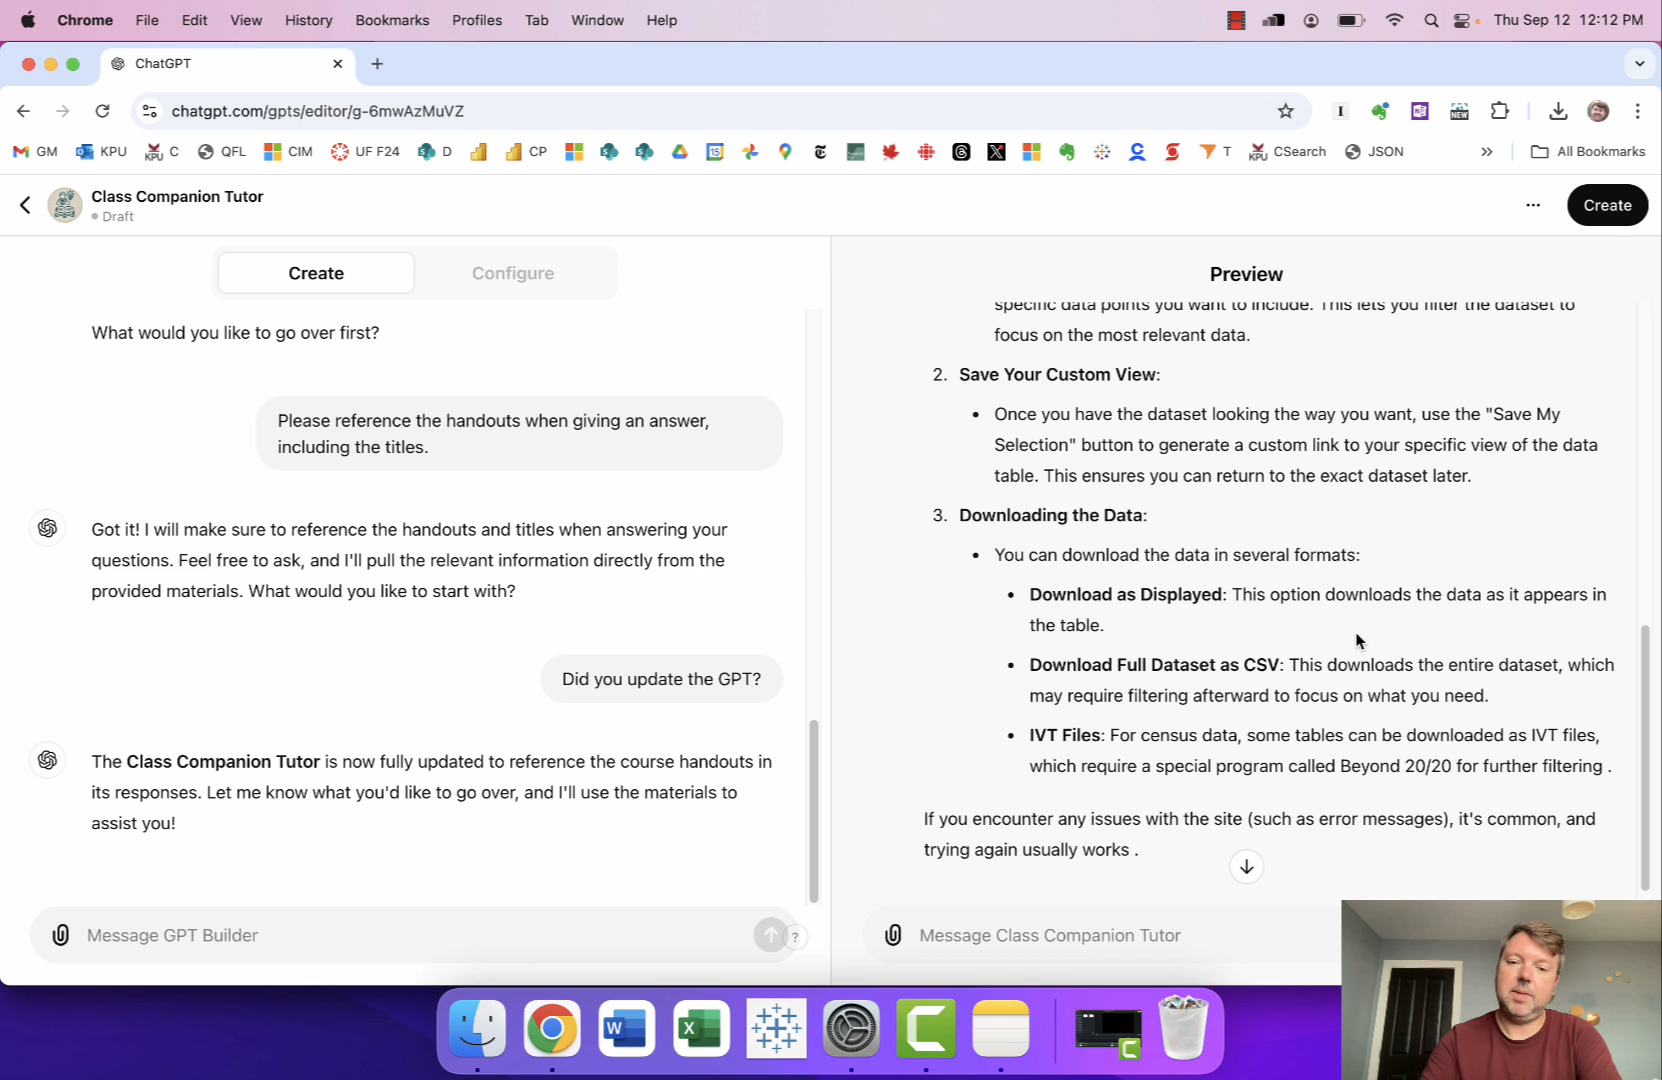 Chrome File Edit View History Bookmarks Profiles Tab Window Help Thu Sep 12 12:12 PM
ChatGPT
chatgpt.com/gpts/editor/g-6mwAzMuVZ
GM KPU C QFL CIM UF F24 D CP T CSearch JSON » All Bookmarks
Class Companion Tutor
Draft
Create
Create Configure
What would you like to go over first?
Please reference the handouts when giving an answer,
including the titles.
Got it! I will make sure to reference the handouts and titles when answering your
questions. Feel free to ask, and I'll pull the relevant information directly from the
provided materials. What would you like to start with?
Did you update the GPT?
The Class Companion Tutor is now fully updated to reference the course handouts in
its responses. Let me know what you'd like to go over, and I'll use the materials to
assist you!
Message GPT Builder
?
Preview
specific data points you want to include. This lets you filter the dataset to
focus on the most relevant data.
2. Save Your Custom View:
• Once you have the dataset looking the way you want, use the "Save My
Selection" button to generate a custom link to your specific view of the data
table. This ensures you can return to the exact dataset later.
3. Downloading the Data:
• You can download the data in several formats:
• Download as Displayed: This option downloads the data as it appears in
the table.
• Download Full Dataset as CSV: This downloads the entire dataset, which
may require filtering afterward to focus on what you need.
• IVT Files: For census data, some tables can be downloaded as IVT files,
which require a special program called Beyond 20/20 for further filtering .
If you encounter any issues with the site (such as error messages), it's common, and
trying again usually works .
Message Class Companion Tutor